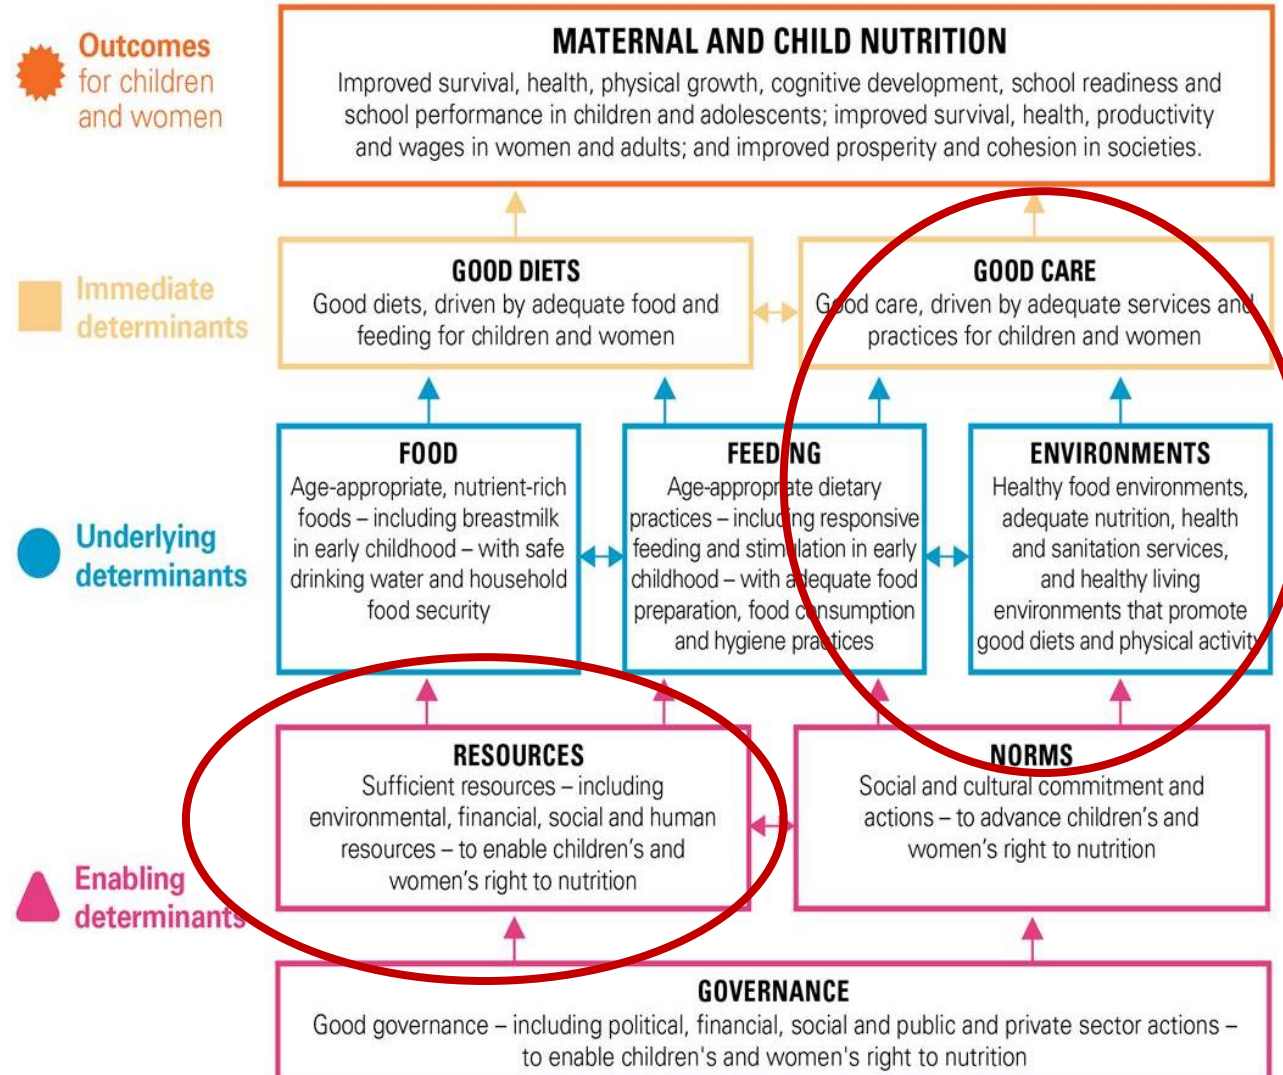 Outcomes
for children
and women
MATERNAL AND CHILD NUTRITION
Improved survival, health, physical growth, cognitive development, school readiness and
school performance in children and adolescents; improved survival, health, productivity
and wages in women and adults; and improved prosperity and cohesion in societies.
Immediate
determinants
GOOD DIETS
Good diets, driven by adequate food and
feeding for children and women
GOOD CARE
Good care, driven by adequate services and
practices for children and women
Underlying
determinants
FOOD
Age-appropriate, nutrient-rich
foods – including breastmilk
in early childhood – with safe
drinking water and household
food security
FEEDING
Age-appropriate dietary
practices – including responsive
feeding and stimulation in early
childhood – with adequate food
preparation, food consumption
and hygiene practices
ENVIRONMENTS
Healthy food environments,
adequate nutrition, health
and sanitation services,
and healthy living
environments that promote
good diets and physical activity
Enabling
determinants
RESOURCES
Sufficient resources – including
environmental, financial, social and human
resources – to enable children's and
women's right to nutrition
NORMS
Social and cultural commitment and
actions – to advance children's and
women's right to nutrition
GOVERNANCE
Good governance – including political, financial, social and public and private sector actions –
to enable children's and women's right to nutrition